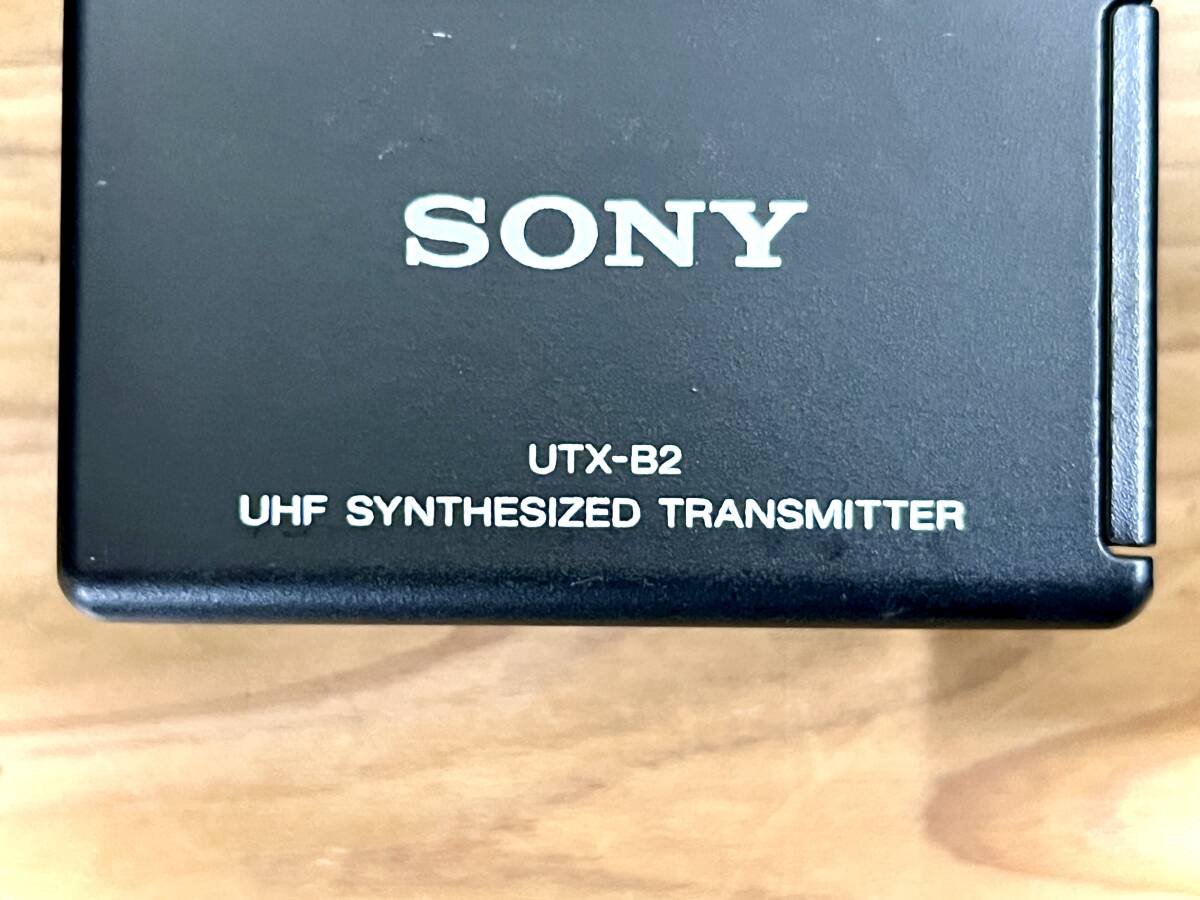 SONY
UTX-B2
UHF SYNTHESIZED TRANSMITTER